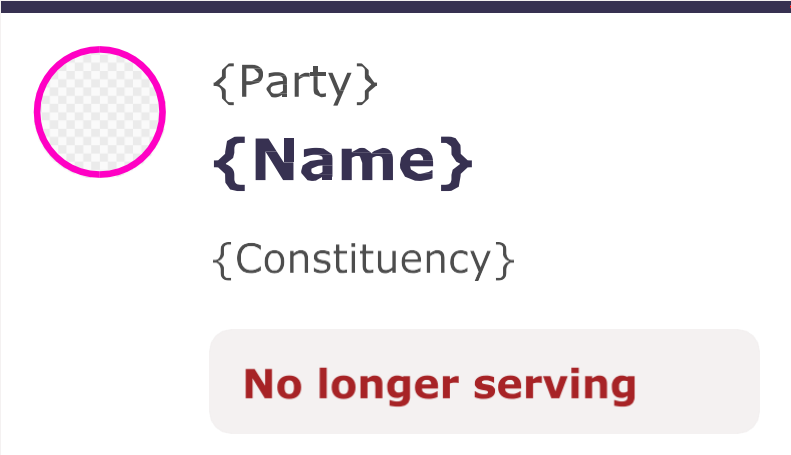 {Party}
{Name}
{Constituency}
No longer serving